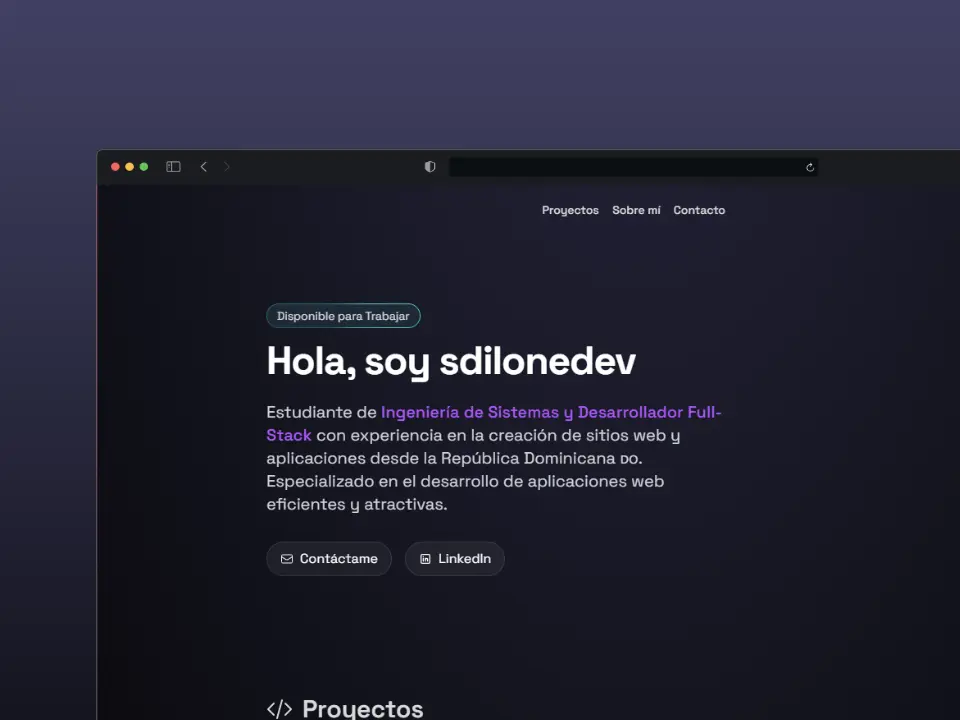 Proyectos Sobre mí Contacto
Disponible para Trabajar
Hola, soy sdilonedev
Estudiante de Ingeniería de Sistemas y Desarrollador Full-
Stack con experiencia en la creación de sitios web y
aplicaciones desde la República Dominicana DO.
Especializado en el desarrollo de aplicaciones web
eficientes y atractivas.
Contáctame LinkedIn
</> Proyectos